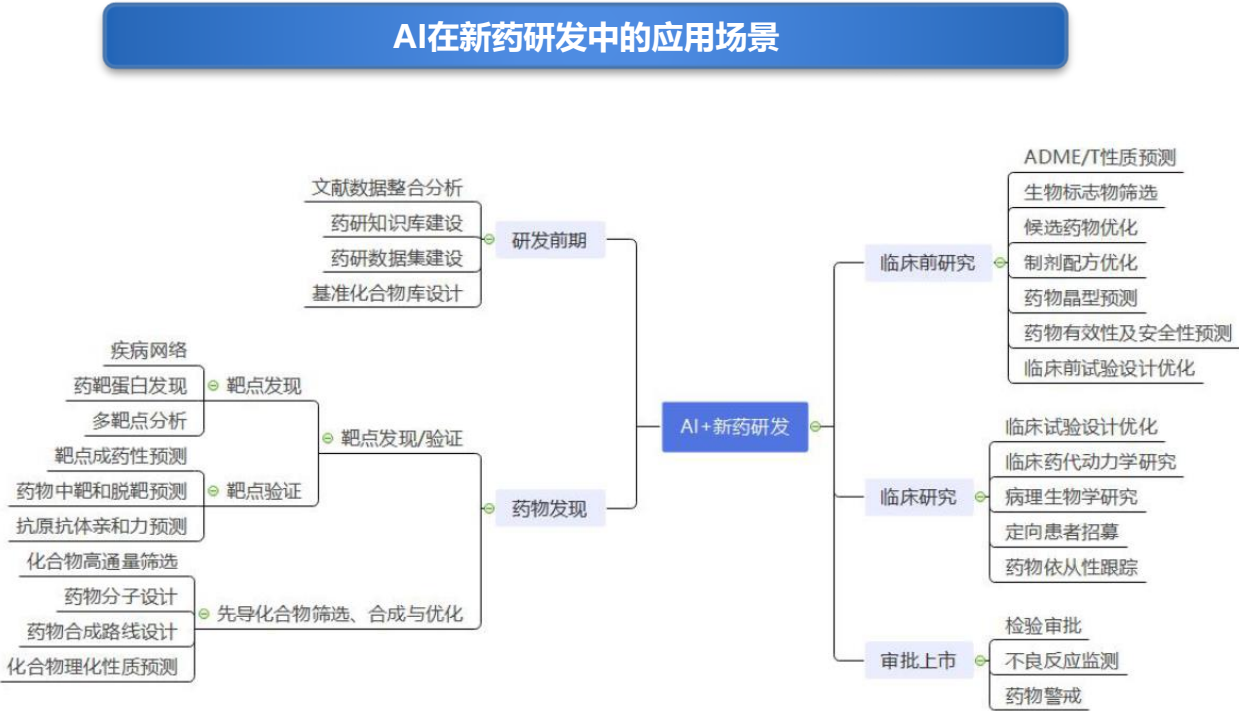 AI在新药研发中的应用场景
文献数据整合分析
药研知识库建设
药研数据集建设
基准化合物库设计
研发前期
疾病网络
药靶蛋白发现
多靶点分析
靶点发现
靶点成药性预测
药物中靶和脱靶预测
抗原抗体亲和力预测
靶点验证
靶点发现/验证
化合物高通量筛选
药物分子设计
药物合成路线设计
化合物理化性质预测
先导化合物筛选、合成与优化
药物发现
AI+新药研发
临床前研究
ADME/T性质预测
生物标志物筛选
候选药物优化
制剂配方优化
药物晶型预测
药物有效性及安全性预测
临床前试验设计优化
临床研究
临床试验设计优化
临床药代动力学研究
病理生物学研究
定向患者招募
药物依从性跟踪
审批上市
检验审批
不良反应监测
药物警戒